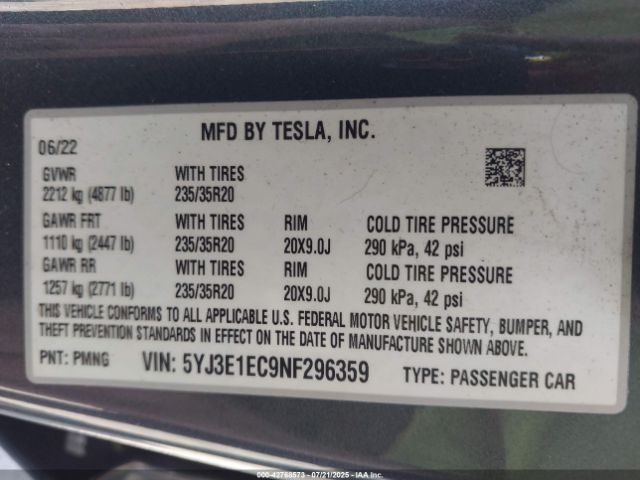 MFD BY TESLA, INC.
06/22
GVWR WITH TIRES
2212 kg (4877 lb) 235/35R20
GAWR FRT WITH TIRES RIM COLD TIRE PRESSURE
1110 kg (2447 lb) 235/35R20 20X9.0J 290 kPa, 42 psi
GAWR RR WITH TIRES RIM COLD TIRE PRESSURE
1257 kg (2771 lb) 235/35R20 20X9.0J 290 kPa, 42 psi
THIS VEHICLE CONFORMS TO ALL APPLICABLE U.S. FEDERAL MOTOR VEHICLE SAFETY, BUMPER, AND
THEFT PREVENTION STANDARDS IN EFFECT ON THE DATE OF MANUFACTURE SHOWN ABOVE.
PNT: PMNG VIN: 5YJ3E1EC9NF296359 TYPE: PASSENGER CAR
000-42768573 - 07/21/2025 - IAA Inc.